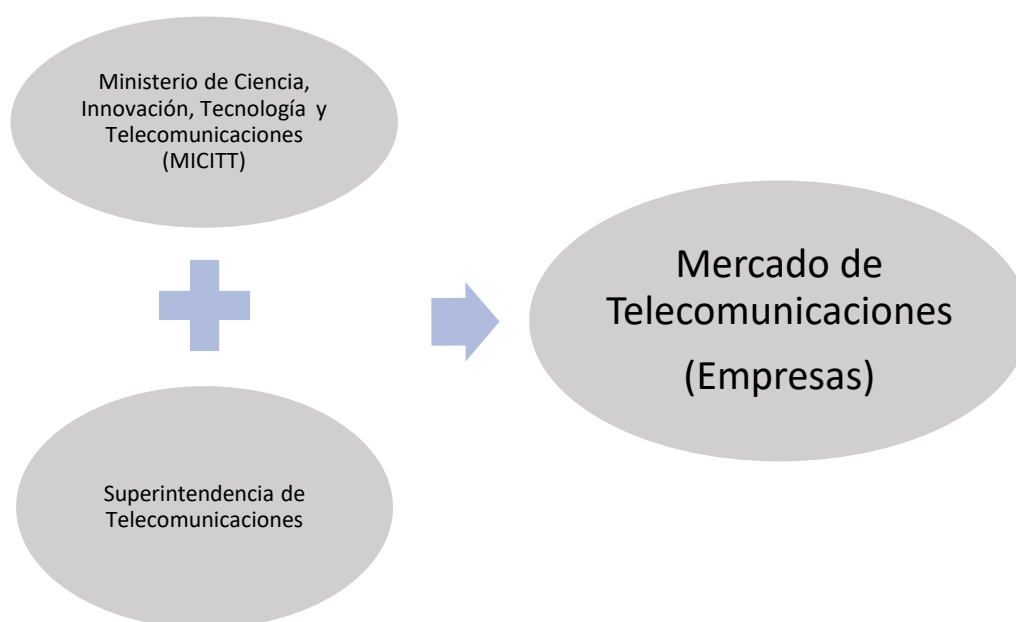 Ministerio de Ciencia,
Innovación, Tecnología y
Telecomunicaciones
(MICITT)
Superintendencia de
Telecomunicaciones
Mercado de
Telecomunicaciones
(Empresas)